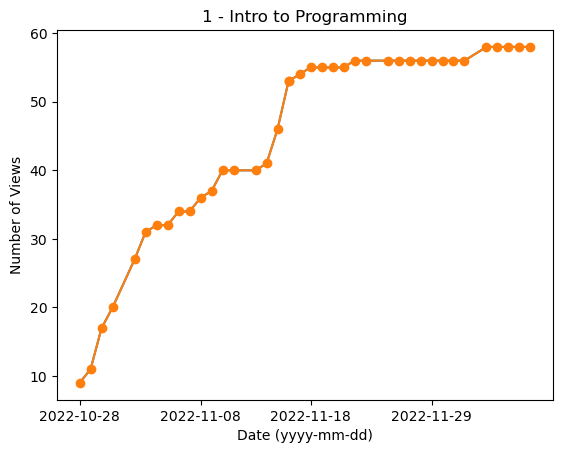 1 - Intro to Programming
60
50
40
30
20
10
Number of Views
2022-10-28 2022-11-08 2022-11-18 2022-11-29
Date (yyyy-mm-dd)